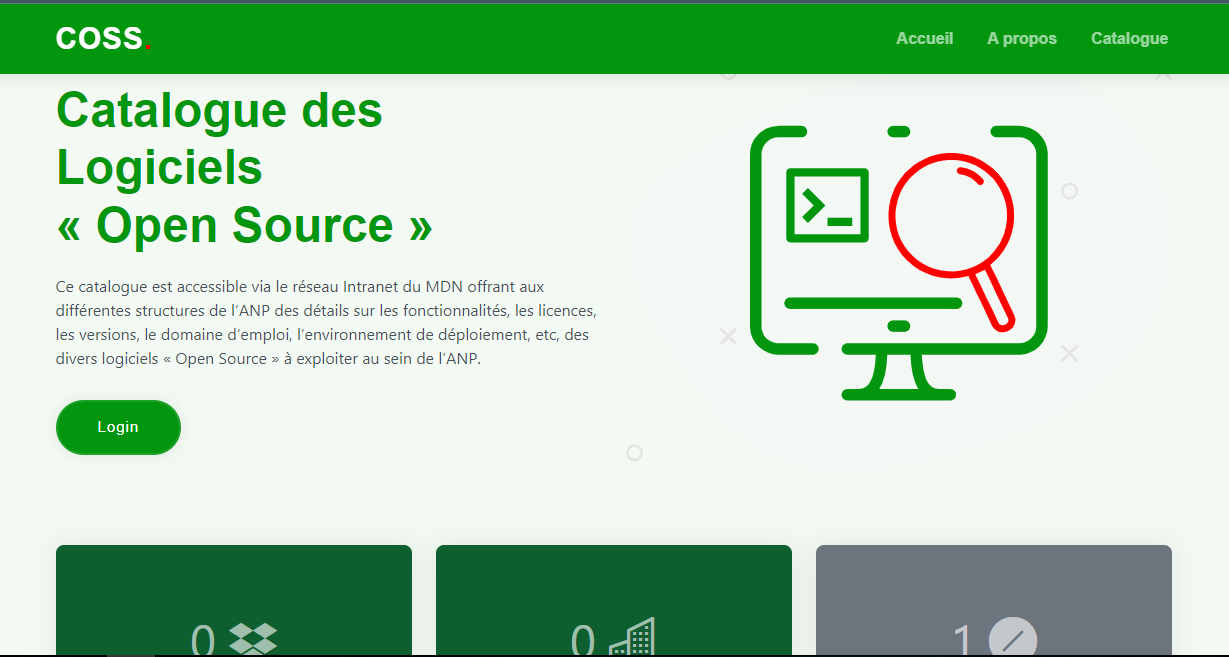 COSS.
Accueil A propos Catalogue
Catalogue des
Logiciels
« Open Source »
Ce catalogue est accessible via le réseau Intranet du MDN offrant aux
différentes structures de l’ANP des détails sur les fonctionnalités, les licences,
les versions, le domaine d’emploi, l’environnement de déploiement, etc, des
divers logiciels « Open Source » à exploiter au sein de l’ANP.
Login
0 0 1